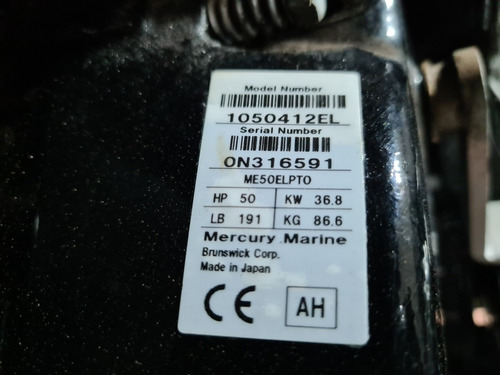 Model Number
1050412EL
Serial Number
0N316591
ME50ELPTO
HP 50 KW 36.8
LB 191 KG 86.6
Mercury Marine
Brunswick Corp.
Made in Japan
CE AH